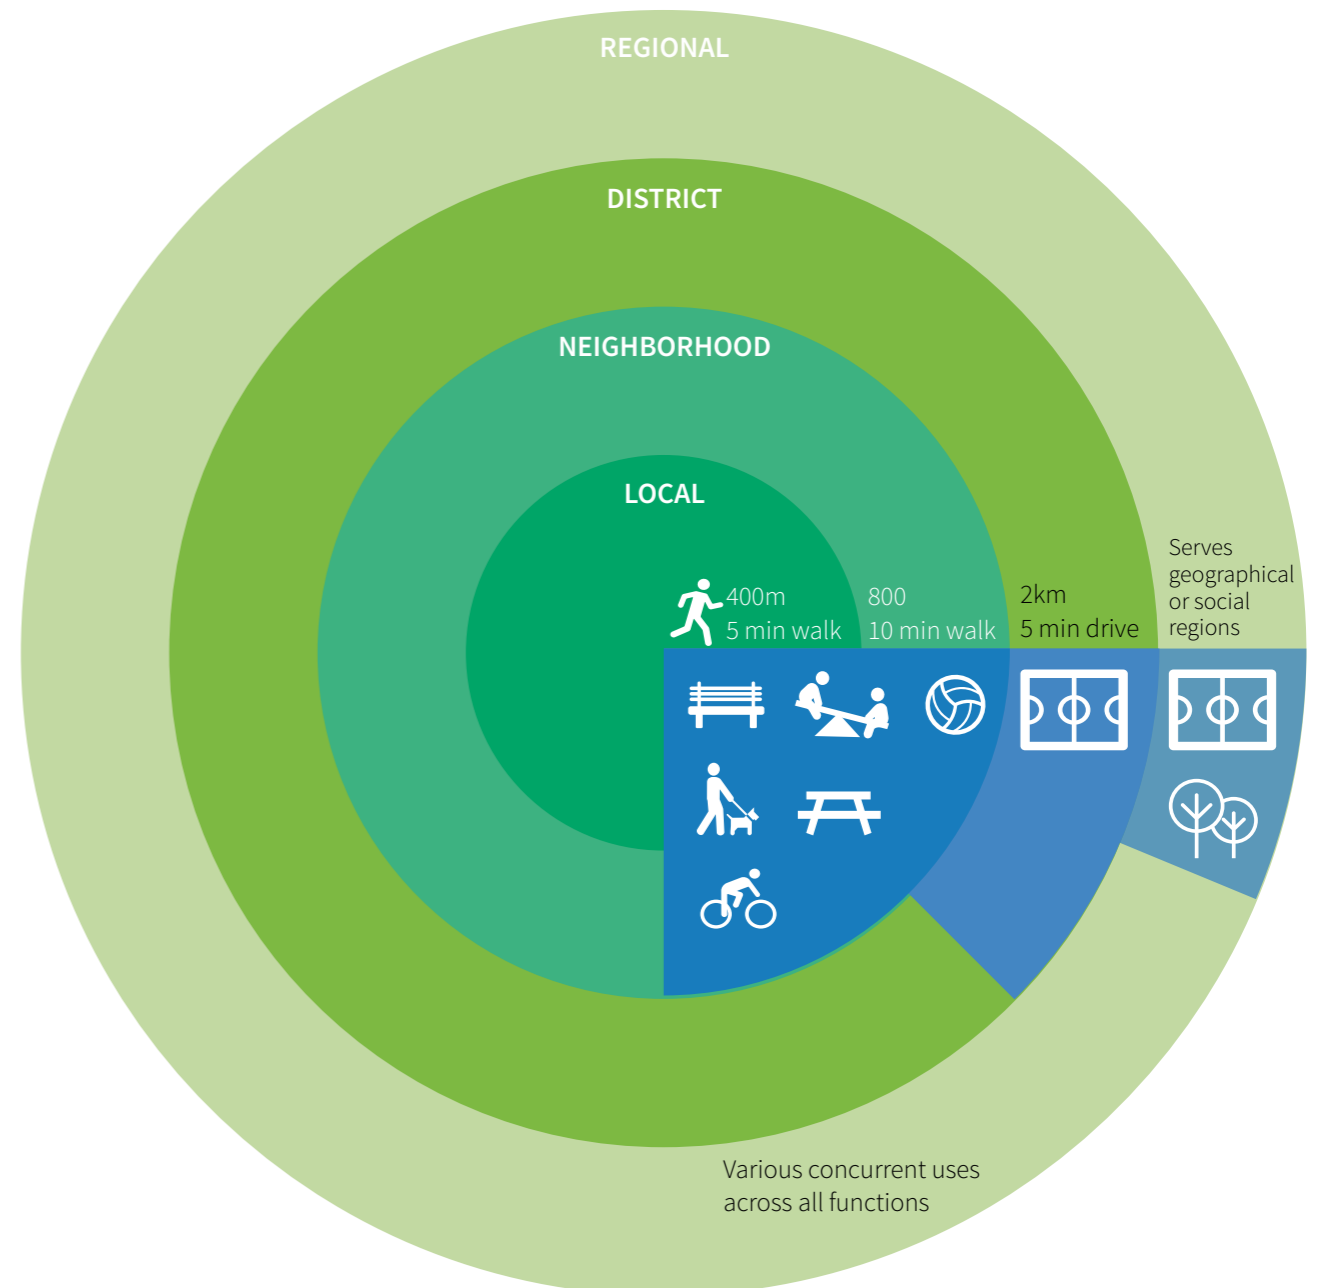 REGIONAL
DISTRICT
NEIGHBORHOOD
LOCAL
400m
5 min walk
800
10 min walk
2km
5 min drive
Serves
geographical
or social
regions
Various concurrent uses
across all functions